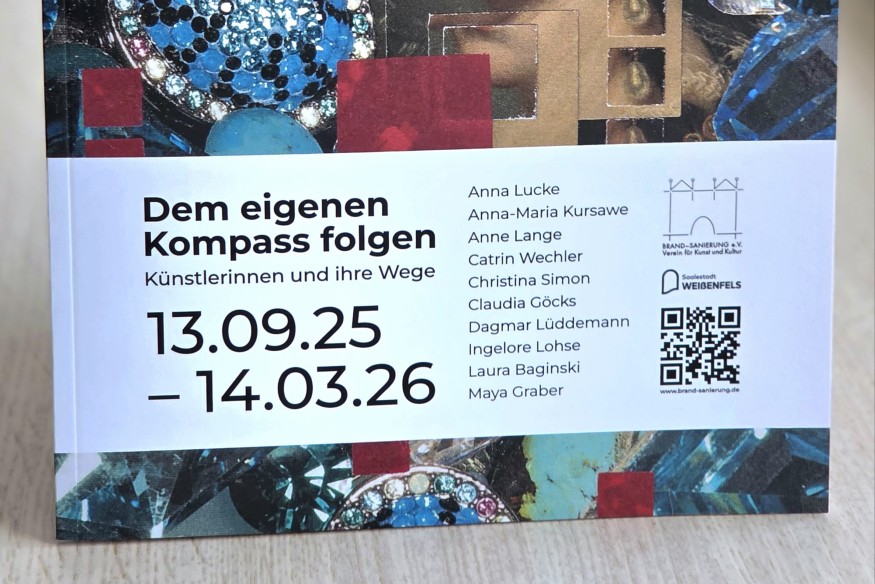 Dem eigenen
Kompass folgen
Künstlerinnen und ihre Wege
13.09.25
– 14.03.26
Anna Lucke
Anna-Maria Kursawe
Anne Lange
Catrin Wechler
Christina Simon
Claudia Göcks
Dagmar Lüddemann
Ingelore Lohse
Laura Baginski
Maya Graber
BRAND-SANIERUNG e.V.
Verein für Kunst und Kultur
Saalestadt
WEIẞENFELS
www.brand-sanierung.de